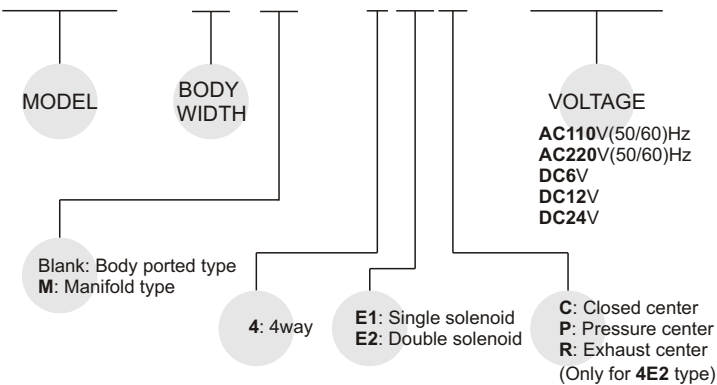 MODEL
BODY
WIDTH
VOLTAGE
AC110V(50/60)Hz
AC220V(50/60)Hz
DC6V
DC12V
DC24V
Blank: Body ported type
M: Manifold type
4: 4way
E1: Single solenoid
E2: Double solenoid
C: Closed center
P: Pressure center
R: Exhaust center
(Only for 4E2 type)